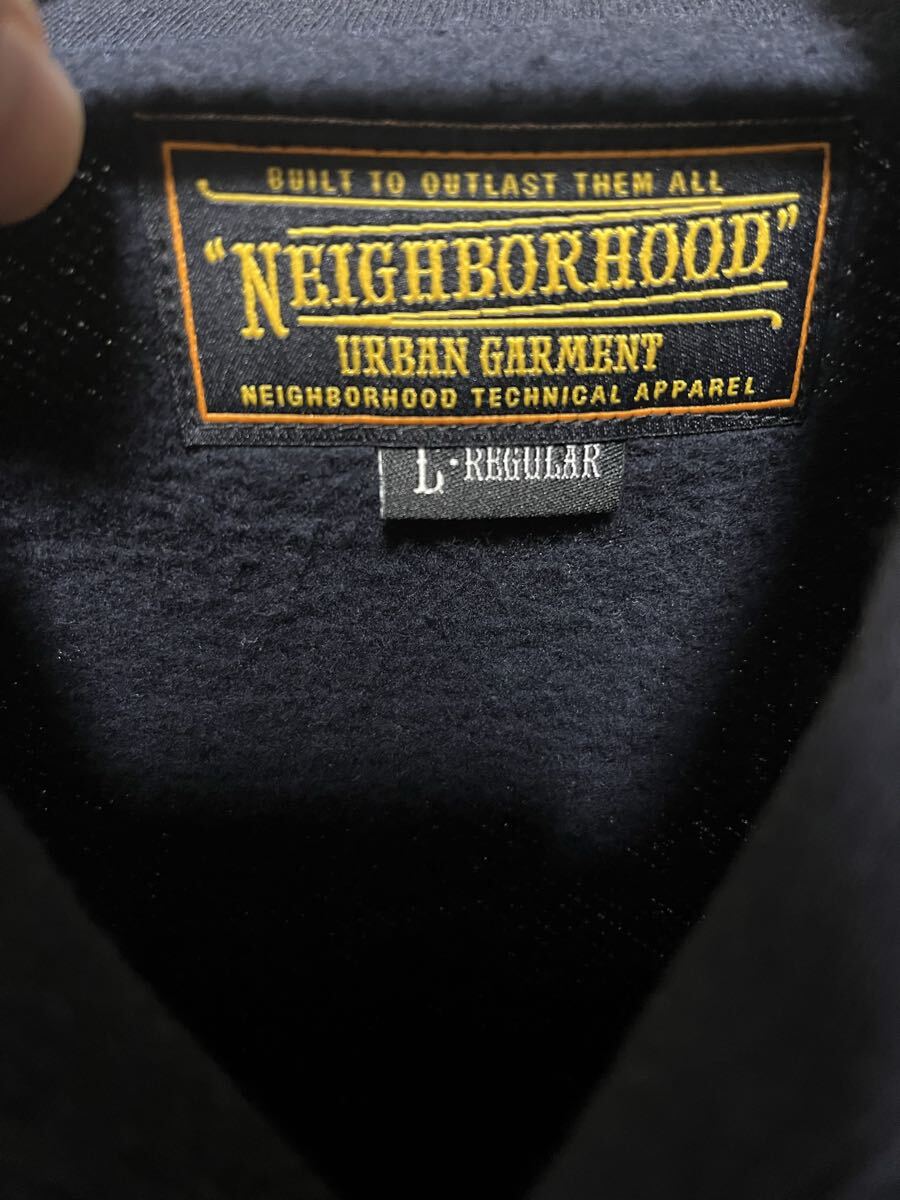 BUILT TO OUTLAST THEM ALL
"NEIGHBORHOOD"
URBAN GARMENT
NEIGHBORHOOD TECHNICAL APPAREL
L·REGULAR